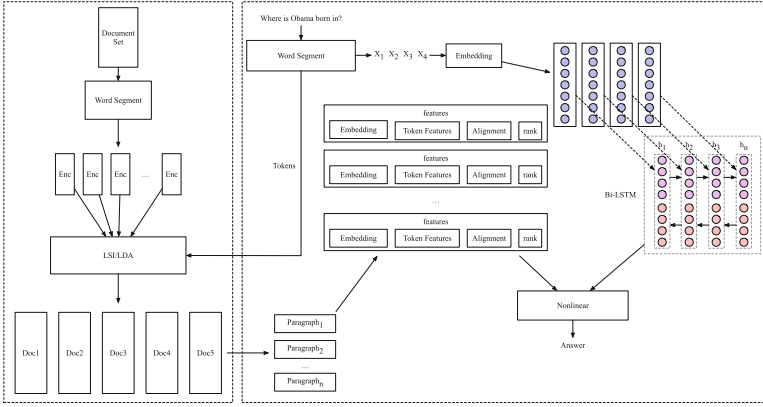 Document
Set
Word Segment
Enc Enc Enc ... Enc
LSI/LDA
Doc1 Doc2 Doc3 Doc4 Doc5
Where is Obama born in?
Word Segment
X1 X2 X3 X4
Embedding
Tokens
features
Embedding Token Features Alignment rank
features
Embedding Token Features Alignment rank
...
features
Embedding Token Features Alignment rank
h1 h2 h3 hn
Bi-LSTM
Paragraph1
Paragraph2
...
Paragraphn
Nonlinear
Answer